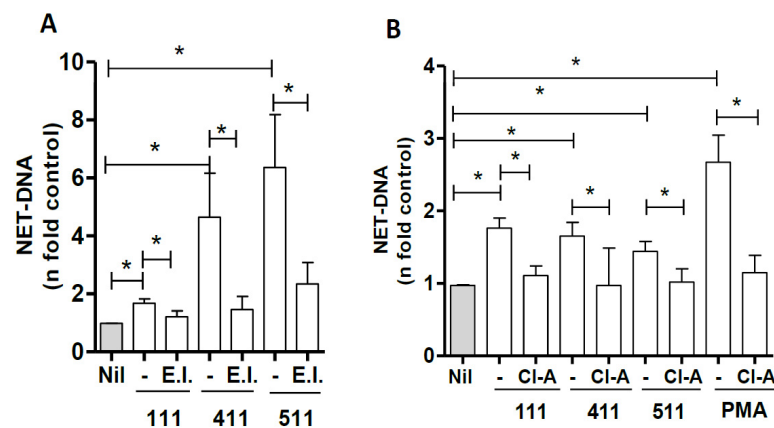 A
NET-DNA
(n fold control)
10
8
6
4
2
0
*
*
*
*
*
*
Nil
- E.I. - E.I. - E.I.
111 411 511
B
NET-DNA
(n fold control)
4
3
2
1
0
*
*
*
*
*
*
*
*
Nil - Cl-A - Cl-A - Cl-A - Cl-A
111 411 511 PMA